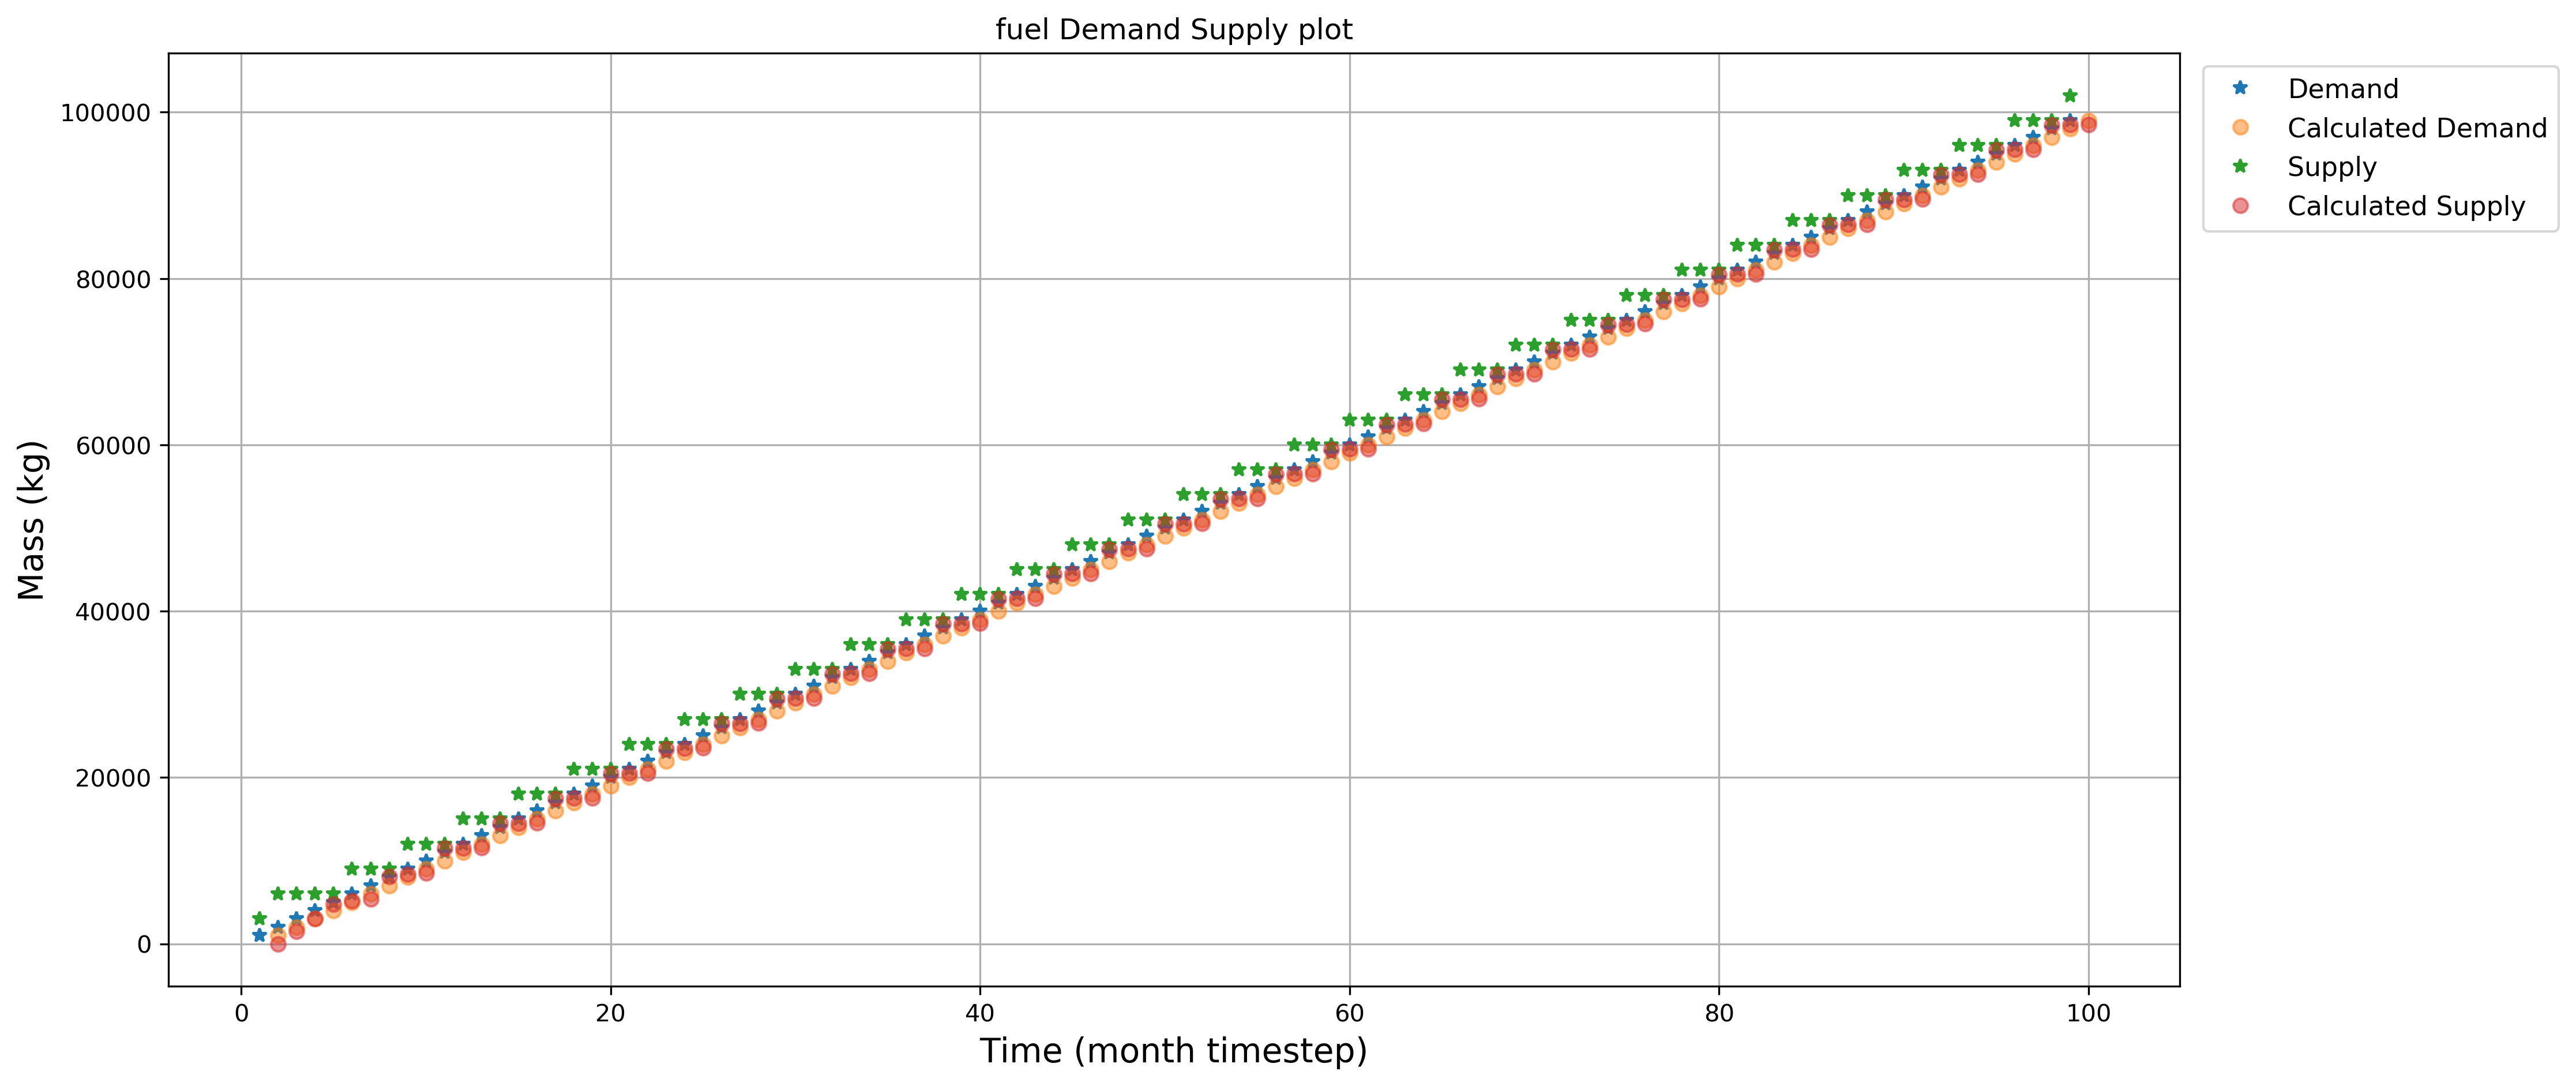 fuel Demand Supply plot
100000
80000
60000
40000
20000
0
Mass (kg)
0 20 40 60 80 100
Time (month timestep)
Demand
Calculated Demand
Supply
Calculated Supply